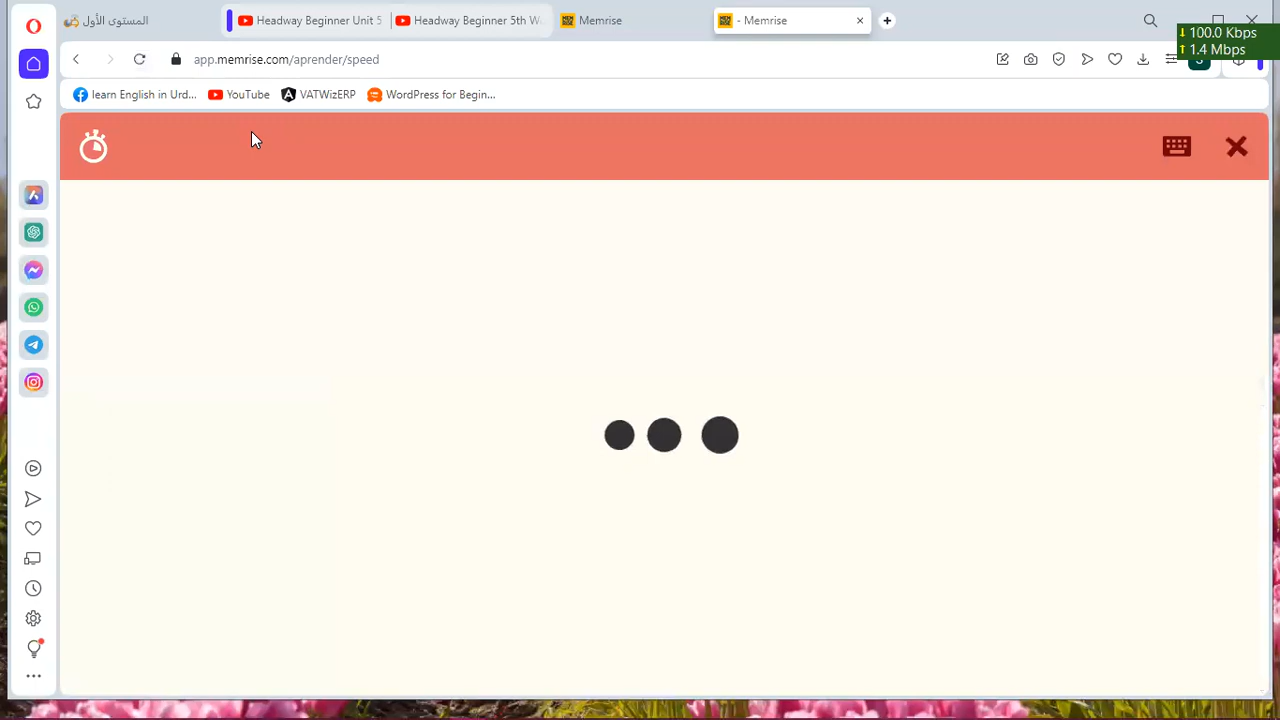 المستوى الأول
Headway Beginner Unit 5
Headway Beginner 5th W
Memrise
- Memrise
100.0 Kbps
1.4 Mbps
app.memrise.com/aprender/speed
learn English in Urd...
YouTube
VATWizERP
WordPress for Begin...